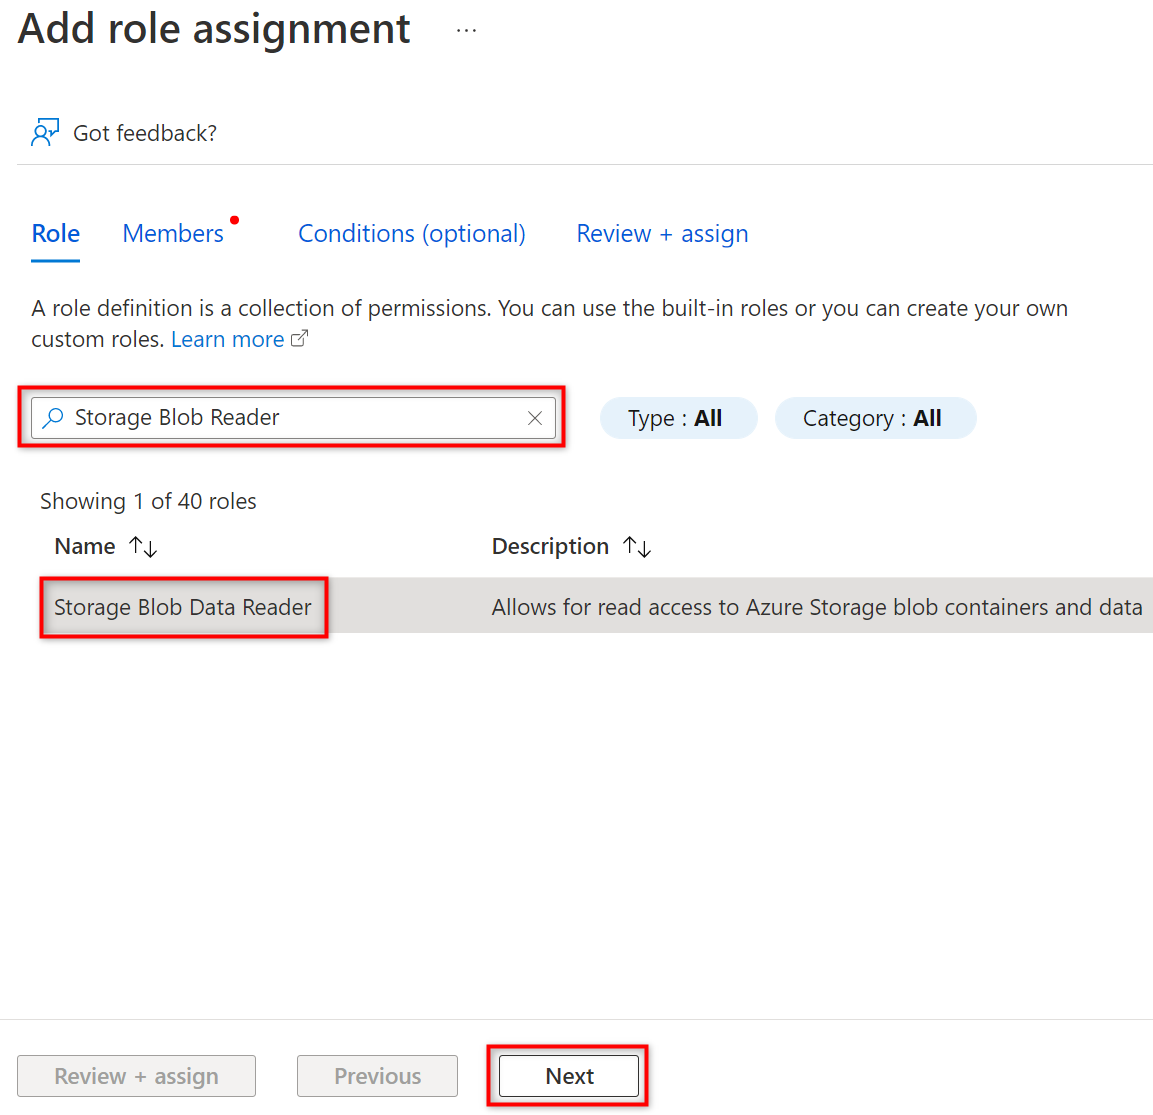 Add role assignment ...
Got feedback?
Role Members Conditions (optional) Review + assign
A role definition is a collection of permissions. You can use the built-in roles or you can create your own
custom roles. Learn more
Storage Blob Reader Type : All Category : All
Showing 1 of 40 roles
Name ↑↓ Description ↑↓
Storage Blob Data Reader Allows for read access to Azure Storage blob containers and data
Review + assign Previous Next